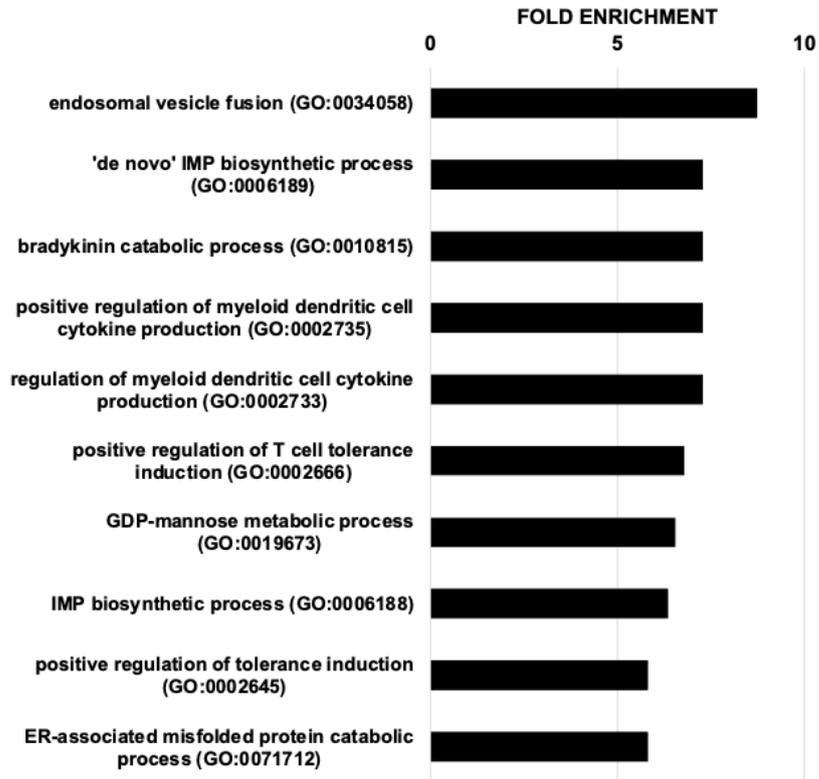 FOLD ENRICHMENT
0 5 10
endosomal vesicle fusion (GO:0034058)
'de novo' IMP biosynthetic process
(GO:0006189)
bradykinin catabolic process (GO:0010815)
positive regulation of myeloid dendritic cell
cytokine production (GO:0002735)
regulation of myeloid dendritic cell cytokine
production (GO:0002733)
positive regulation of T cell tolerance
induction (GO:0002666)
GDP-mannose metabolic process
(GO:0019673)
IMP biosynthetic process (GO:0006188)
positive regulation of tolerance induction
(GO:0002645)
ER-associated misfolded protein catabolic
process (GO:0071712)